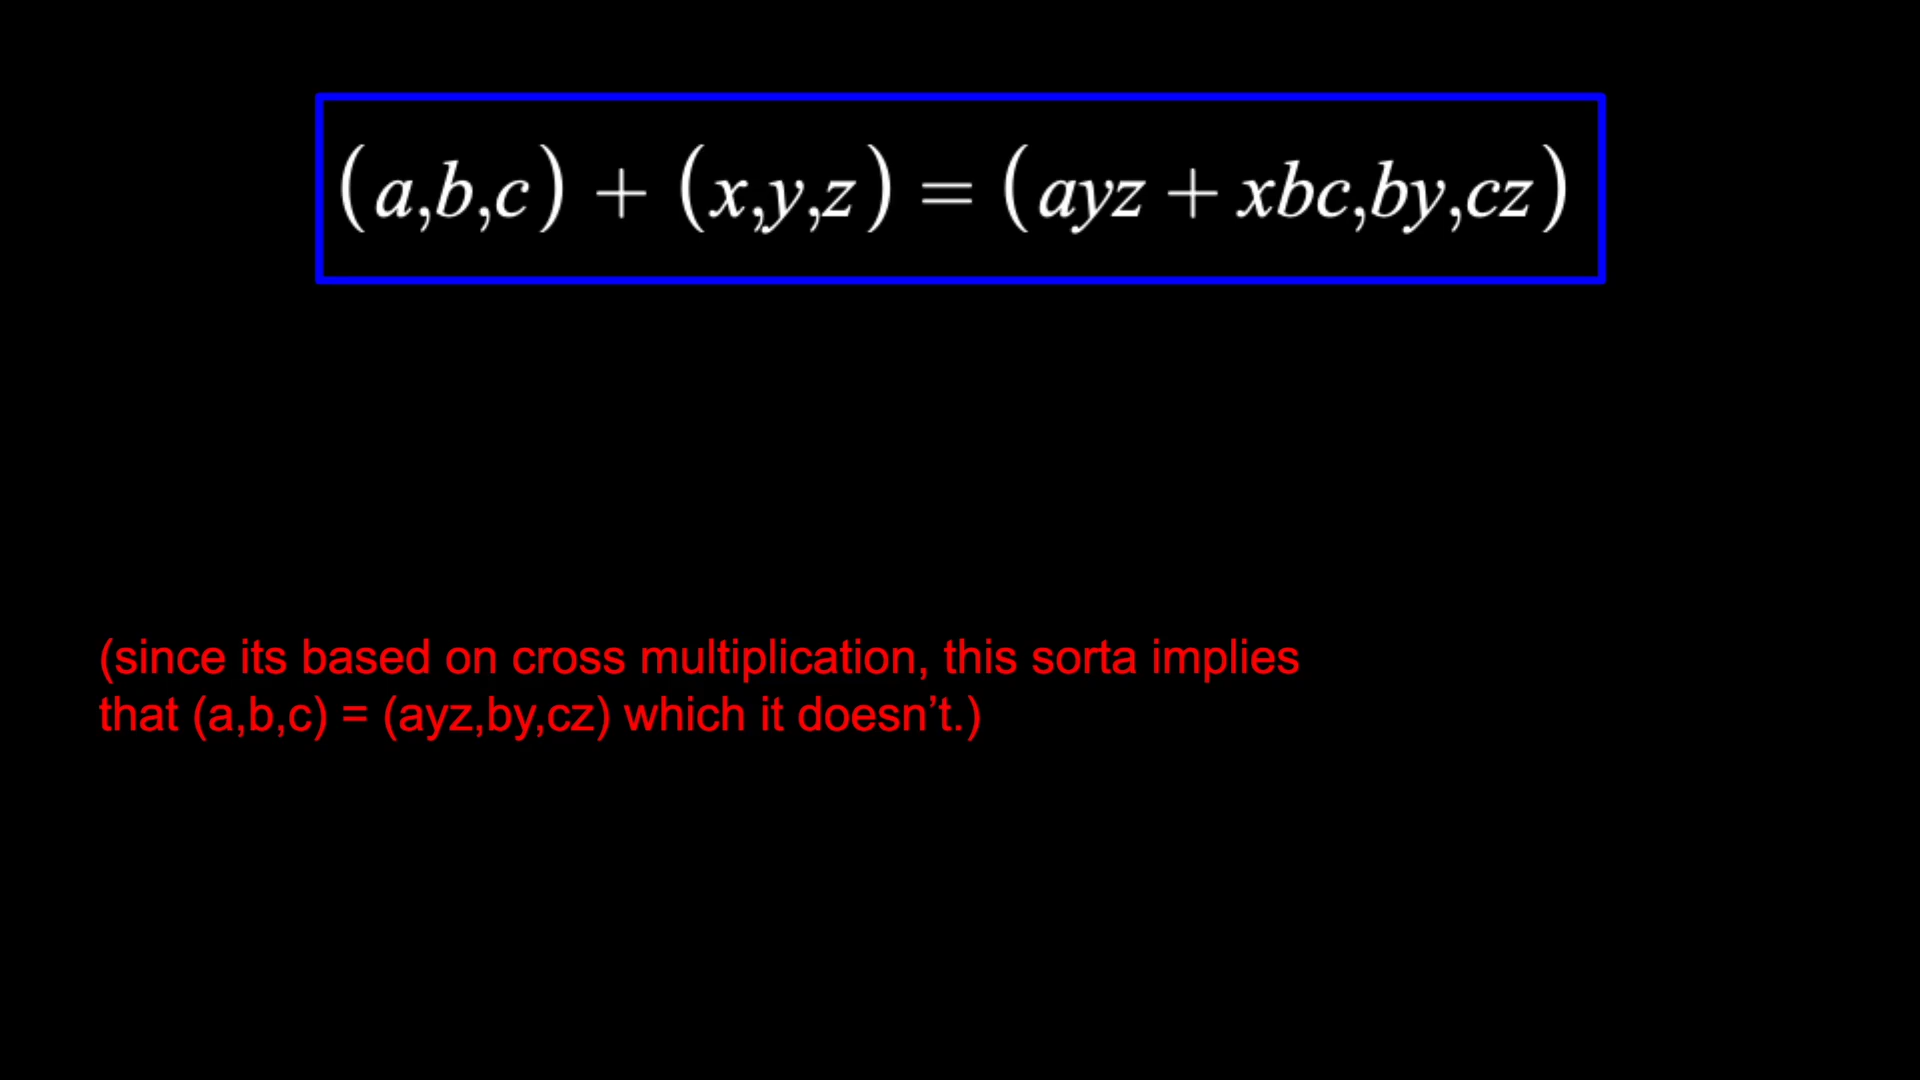 (a,b,c) + (x,y,z) = (ayz + xbc,by,cz)
(since its based on cross multiplication, this sorta implies
that (a,b,c) = (ayz,by,cz) which it doesn’t.)